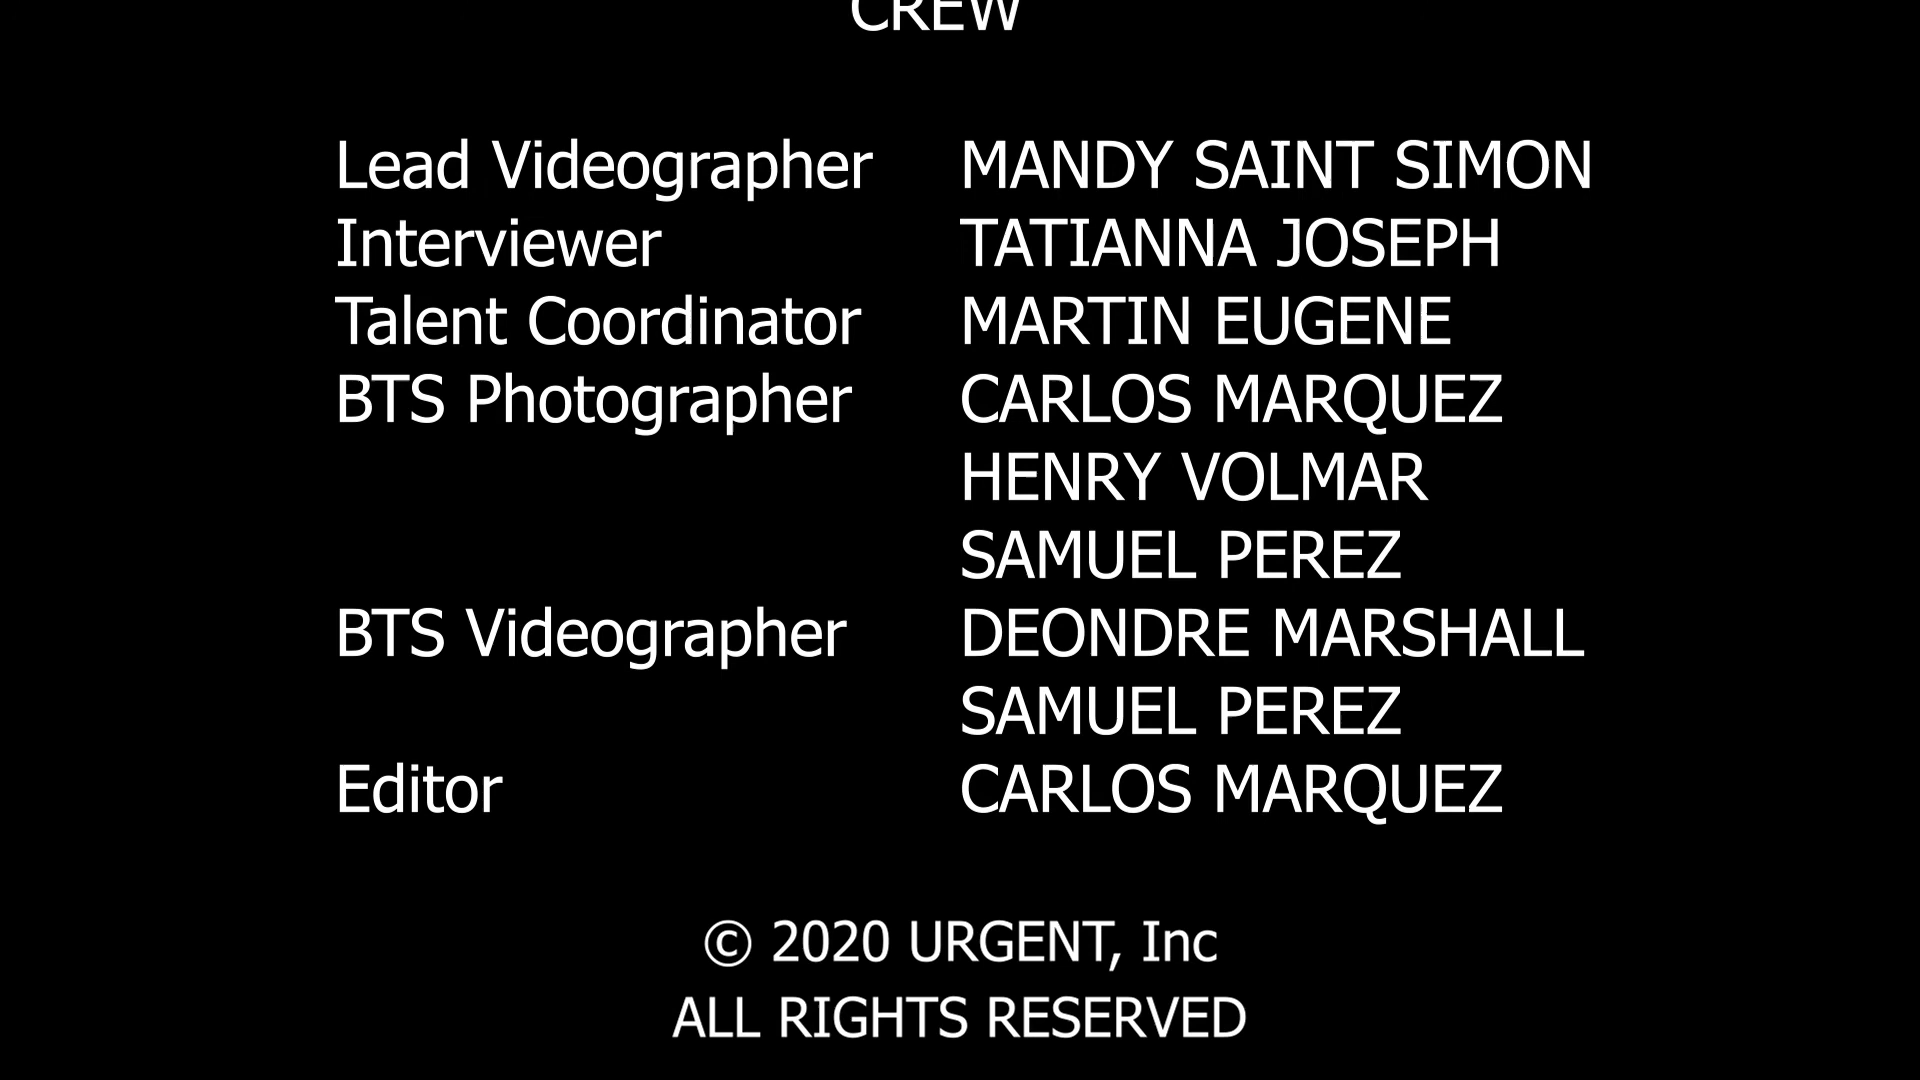 CREW
Lead Videographer MANDY SAINT SIMON
Interviewer TATIANNA JOSEPH
Talent Coordinator MARTIN EUGENE
BTS Photographer CARLOS MARQUEZ
HENRY VOLMAR
SAMUEL PEREZ
BTS Videographer DEONDRE MARSHALL
SAMUEL PEREZ
Editor CARLOS MARQUEZ
© 2020 URGENT, Inc
ALL RIGHTS RESERVED